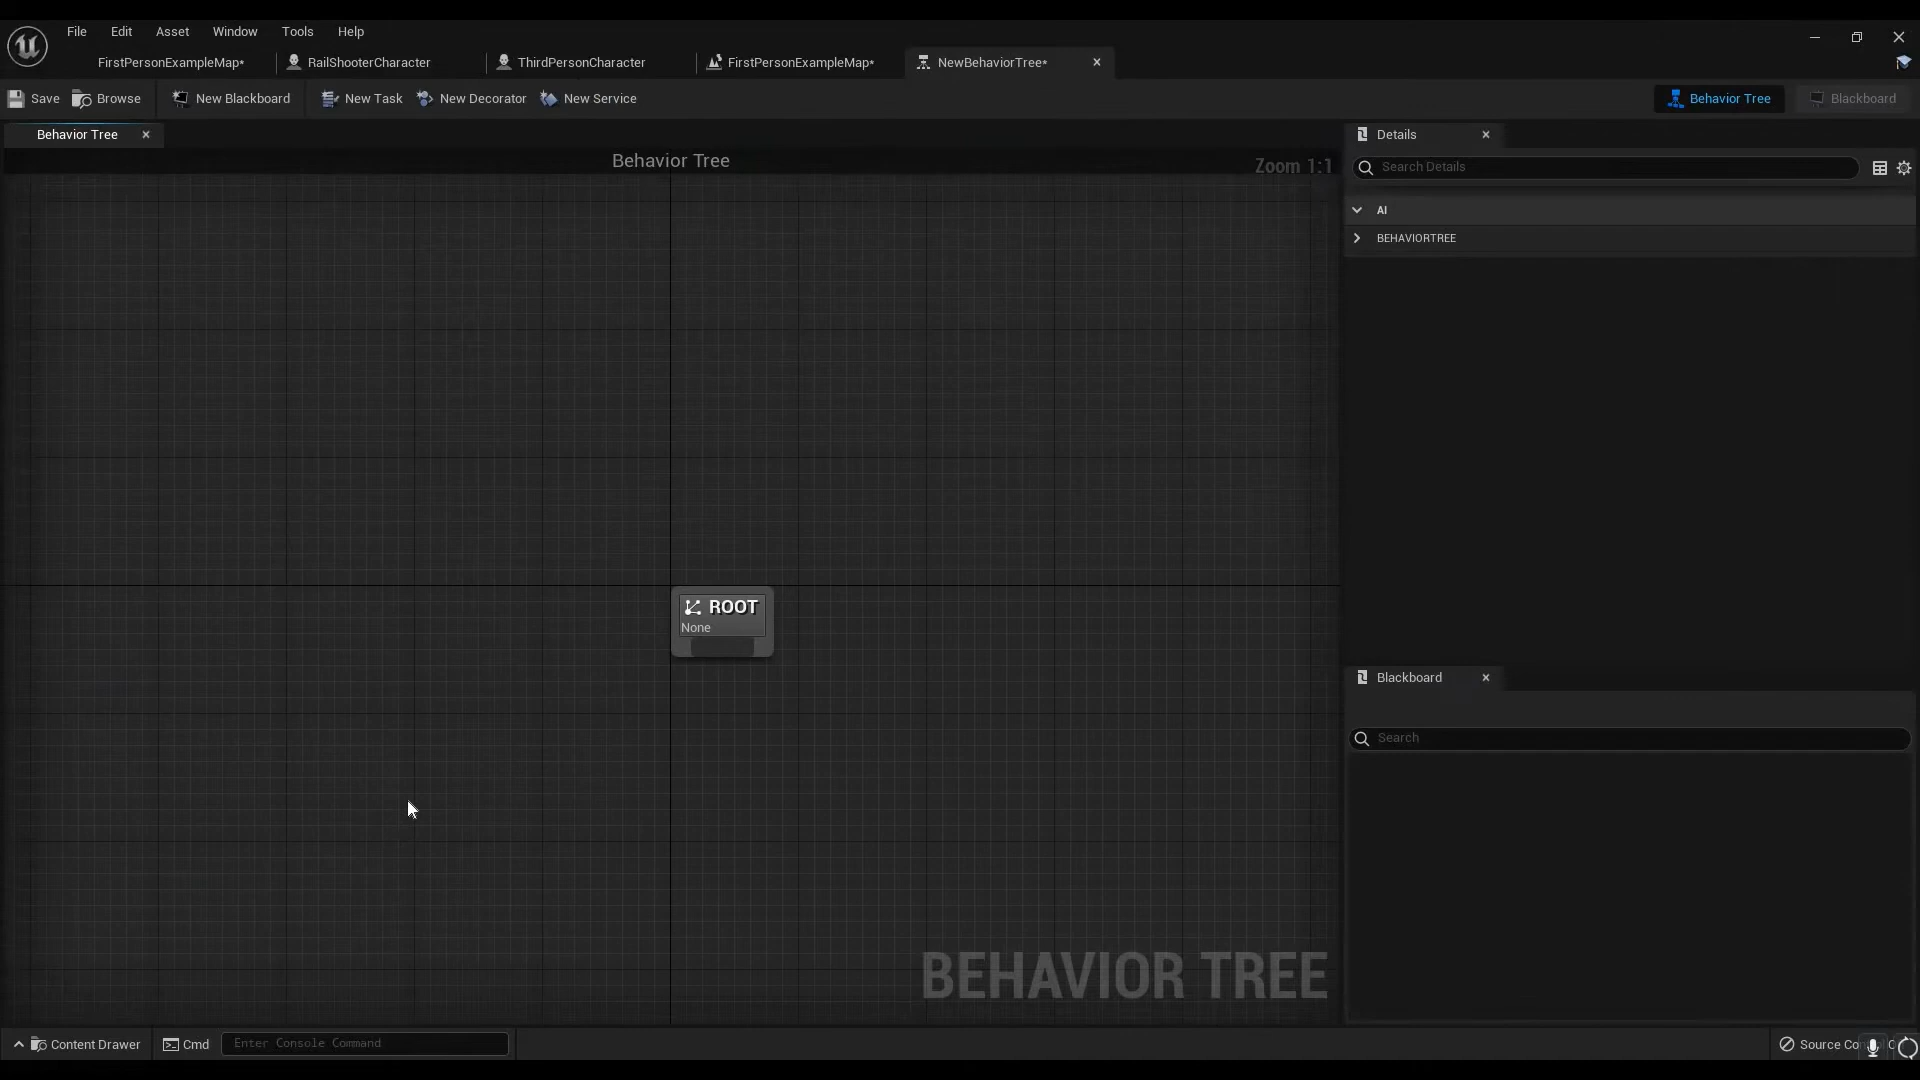 File Edit Asset Window Tools Help
FirstPersonExampleMap* RailShooterCharacter ThirdPersonCharacter FirstPersonExampleMap* NewBehaviorTree*
Save Browse New Blackboard New Task New Decorator New Service Behavior Tree Blackboard
Behavior Tree Details
Behavior Tree
Zoom 1:1
Search Details
AI
BEHAVIORTREE
ROOT
None
Blackboard
Search
BEHAVIOR TREE
Content Drawer Cmd Enter Console Command Source